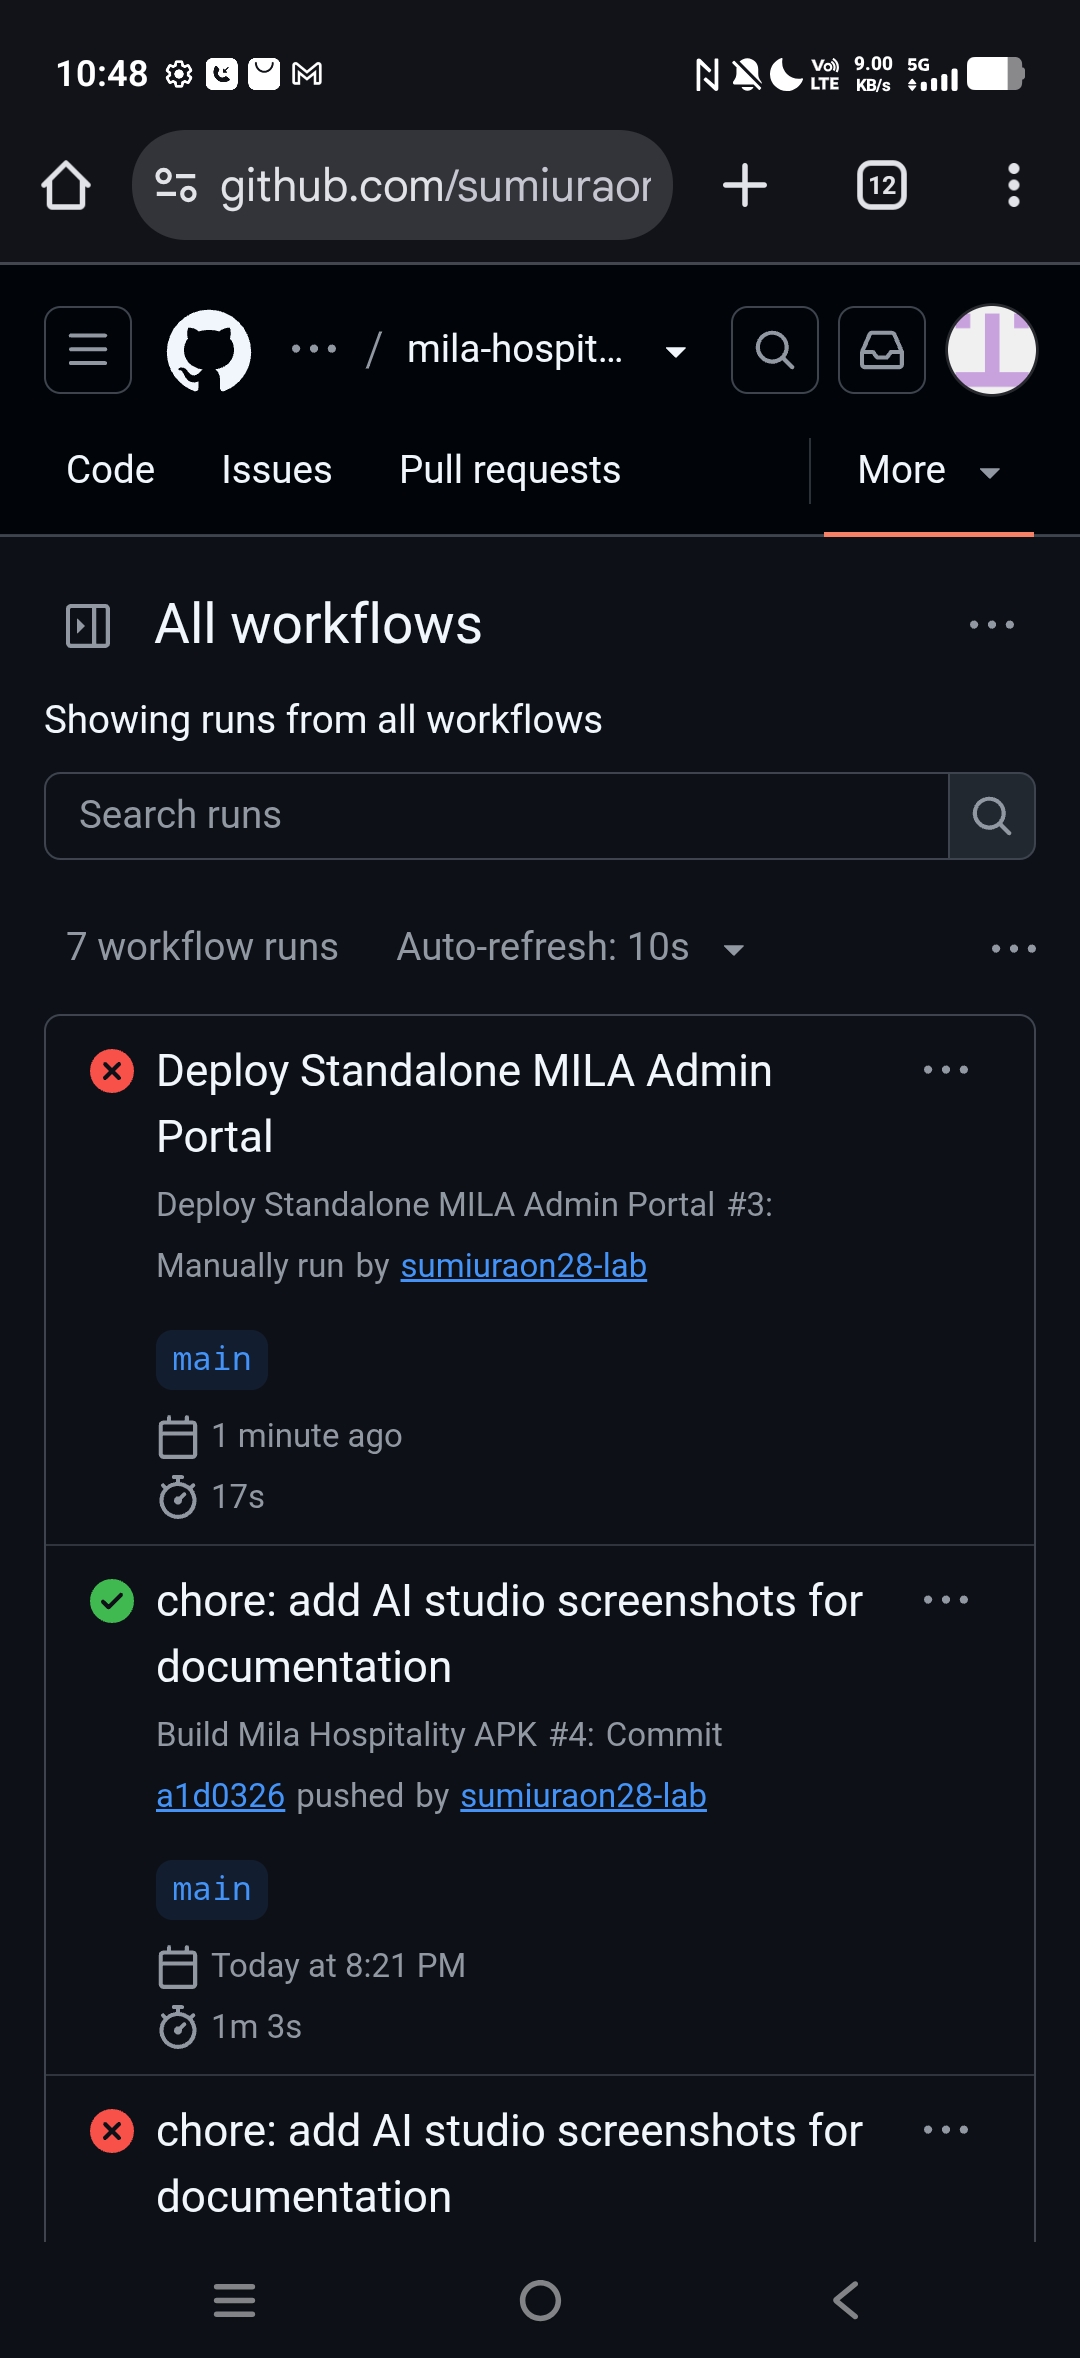 10:48
Vo)) LTE
9.00 KB/s
5G
github.com/sumiuraor
12
... / mila-hospit...
Code
Issues
Pull requests
More
All workflows
Showing runs from all workflows
Search runs
7 workflow runs
Auto-refresh: 10s
Deploy Standalone MILA Admin
Portal
Deploy Standalone MILA Admin Portal #3:
Manually run by sumiuraon28-lab
main
1 minute ago
17s
chore: add AI studio screenshots for
documentation
Build Mila Hospitality APK #4: Commit
a1d0326 pushed by sumiuraon28-lab
main
Today at 8:21 PM
1m 3s
chore: add AI studio screenshots for
documentation